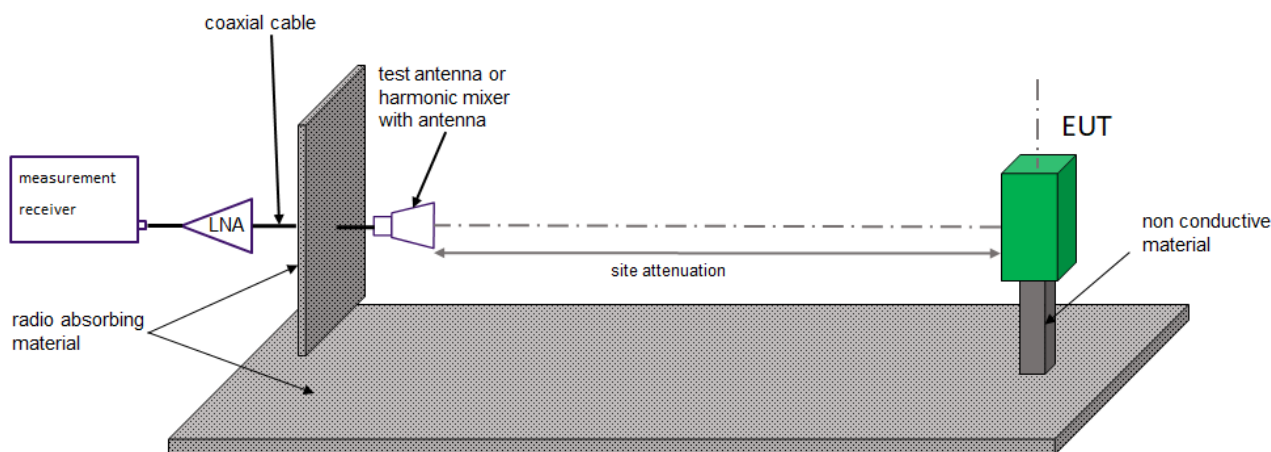 coaxial cable
test antenna or
harmonic mixer
with antenna
EUT
measurement
receiver
LNA
non conductive
material
site attenuation
radio absorbing
material